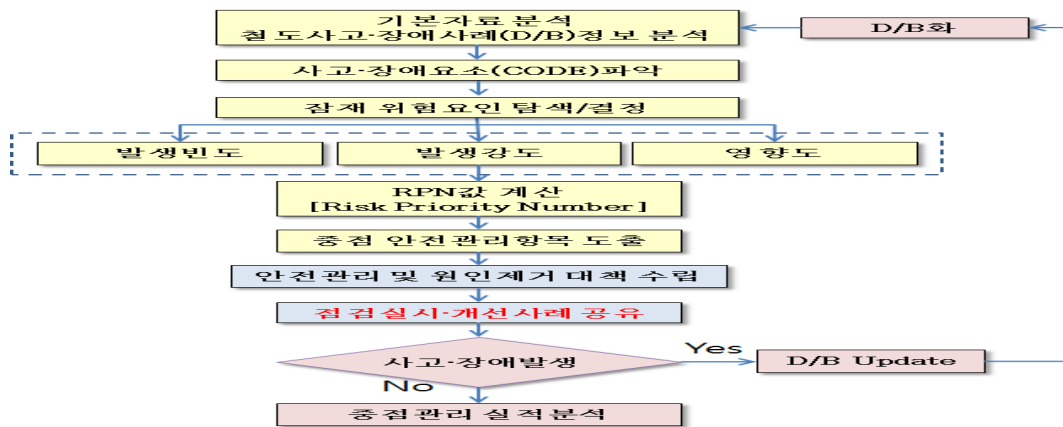 기본자료분석
철도사고·장애사례(D/B)정보 분석
D/B화
사고·장애요소(CODE)파악
잠재 위험요인 탐색/결정
발생빈도
발생강도
영향도
RPN값 계산
[Risk Priority Number]
중점 안전관리항목 도출
안전관리 및 원인제거 대책 수립
점검실시·개선사례 공유
사고·장애발생
Yes
D/B Update
No
중점관리 실적분석